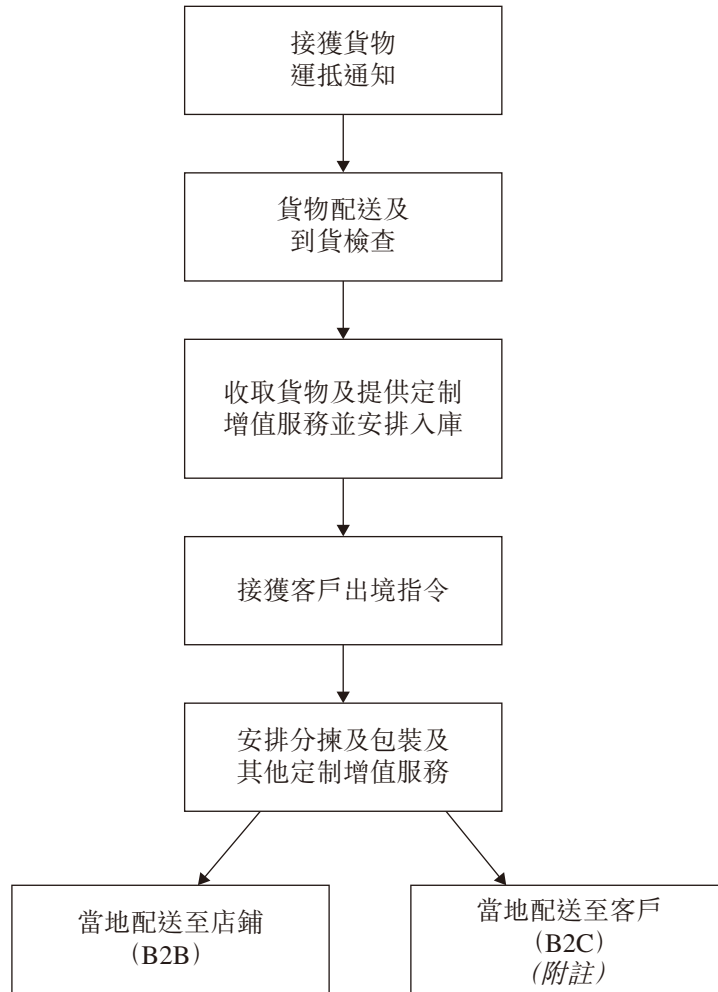 接獲貨物
運抵通知
貨物配送及
到貨檢查
收取貨物及提供定制
增值服務並安排入庫
接獲客戶出境指令
安排分揀及包裝及
其他定制增值服務
當地配送至店鋪
（B2B）
當地配送至客戶
（B2C）
（附註）